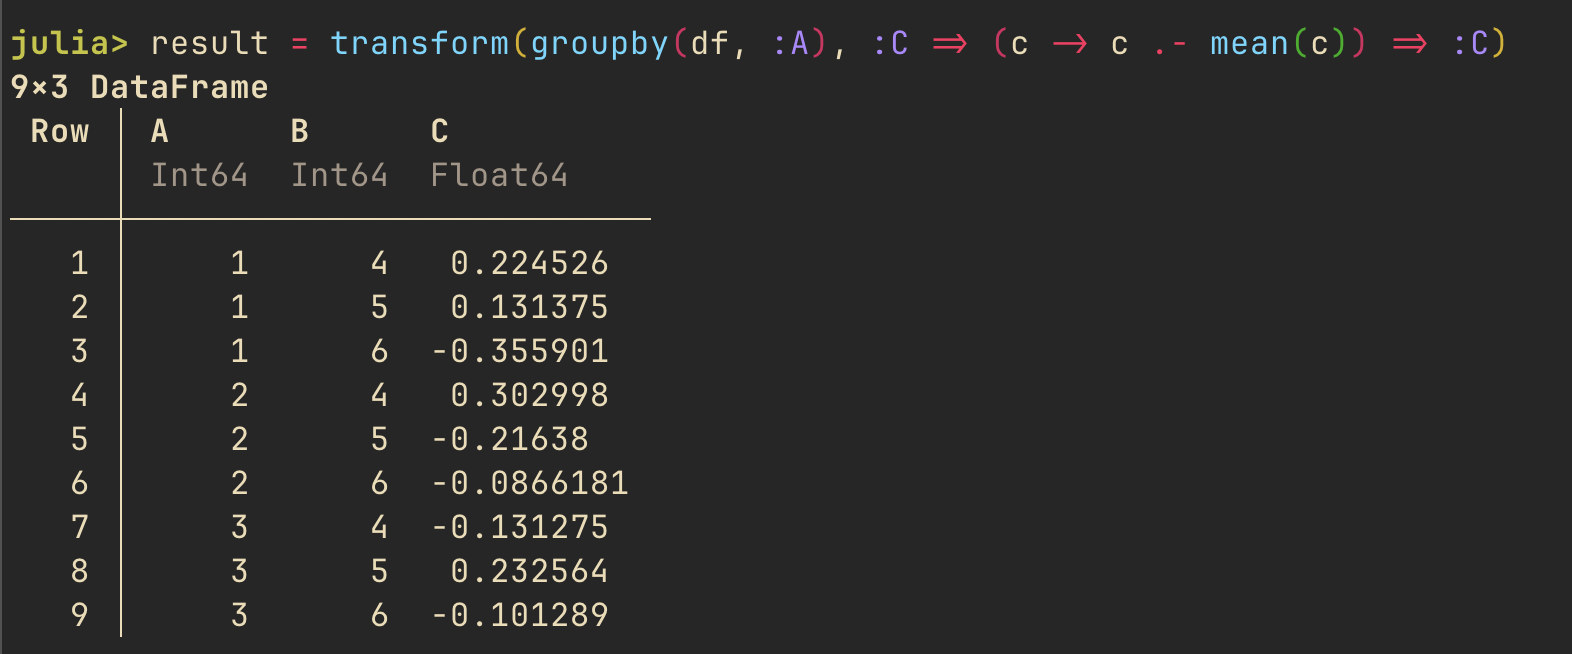 julia> result = transform(groupby(df, :A), :C => (c -> c .- mean(c)) => :C)
9×3 DataFrame
Row A B C
Int64 Int64 Float64
1 1 4 0.224526
2 1 5 0.131375
3 1 6 -0.355901
4 2 4 0.302998
5 2 5 -0.21638
6 2 6 -0.0866181
7 3 4 -0.131275
8 3 5 0.232564
9 3 6 -0.101289